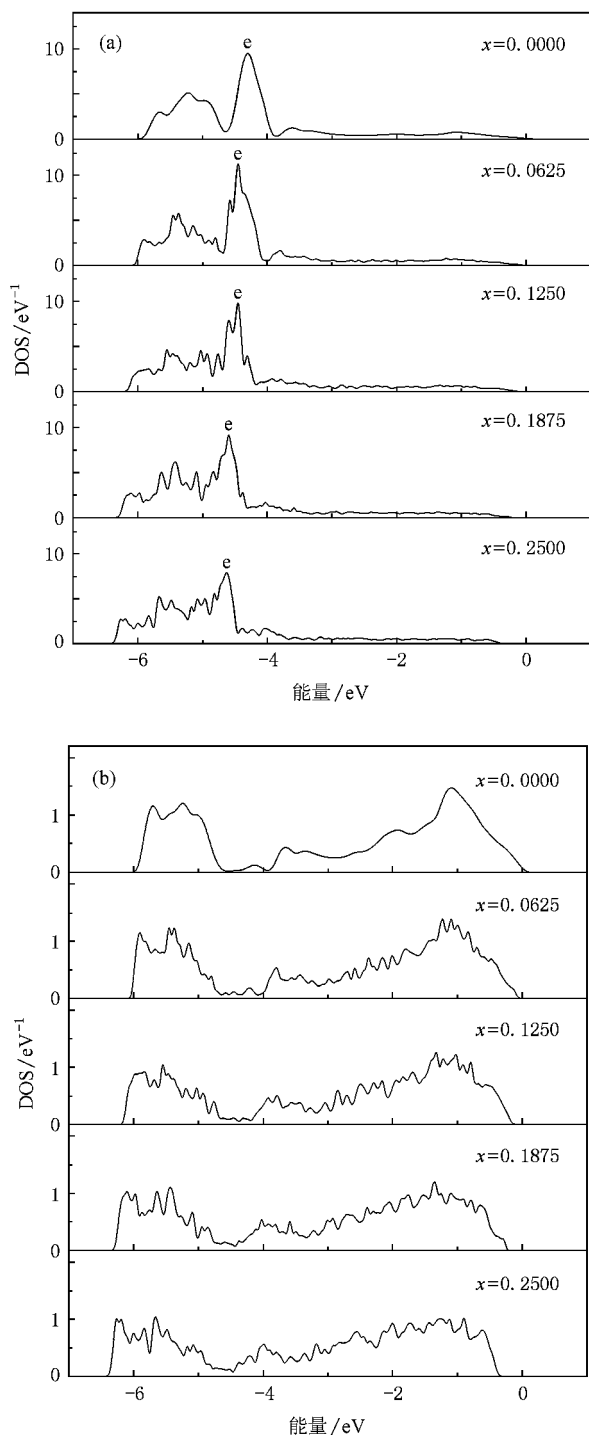 (a)
e
x=0.0000
10
0
e
x=0.0625
10
0
e
x=0.1250
10
0
e
x=0.1875
10
0
e
x=0.2500
10
0
DOS/eV⁻¹
−6 −4 −2 0
能量/eV
(b)
x=0.0000
1
0
x=0.0625
1
0
x=0.1250
1
0
x=0.1875
1
0
x=0.2500
1
0
DOS/eV⁻¹
−6 −4 −2 0
能量/eV